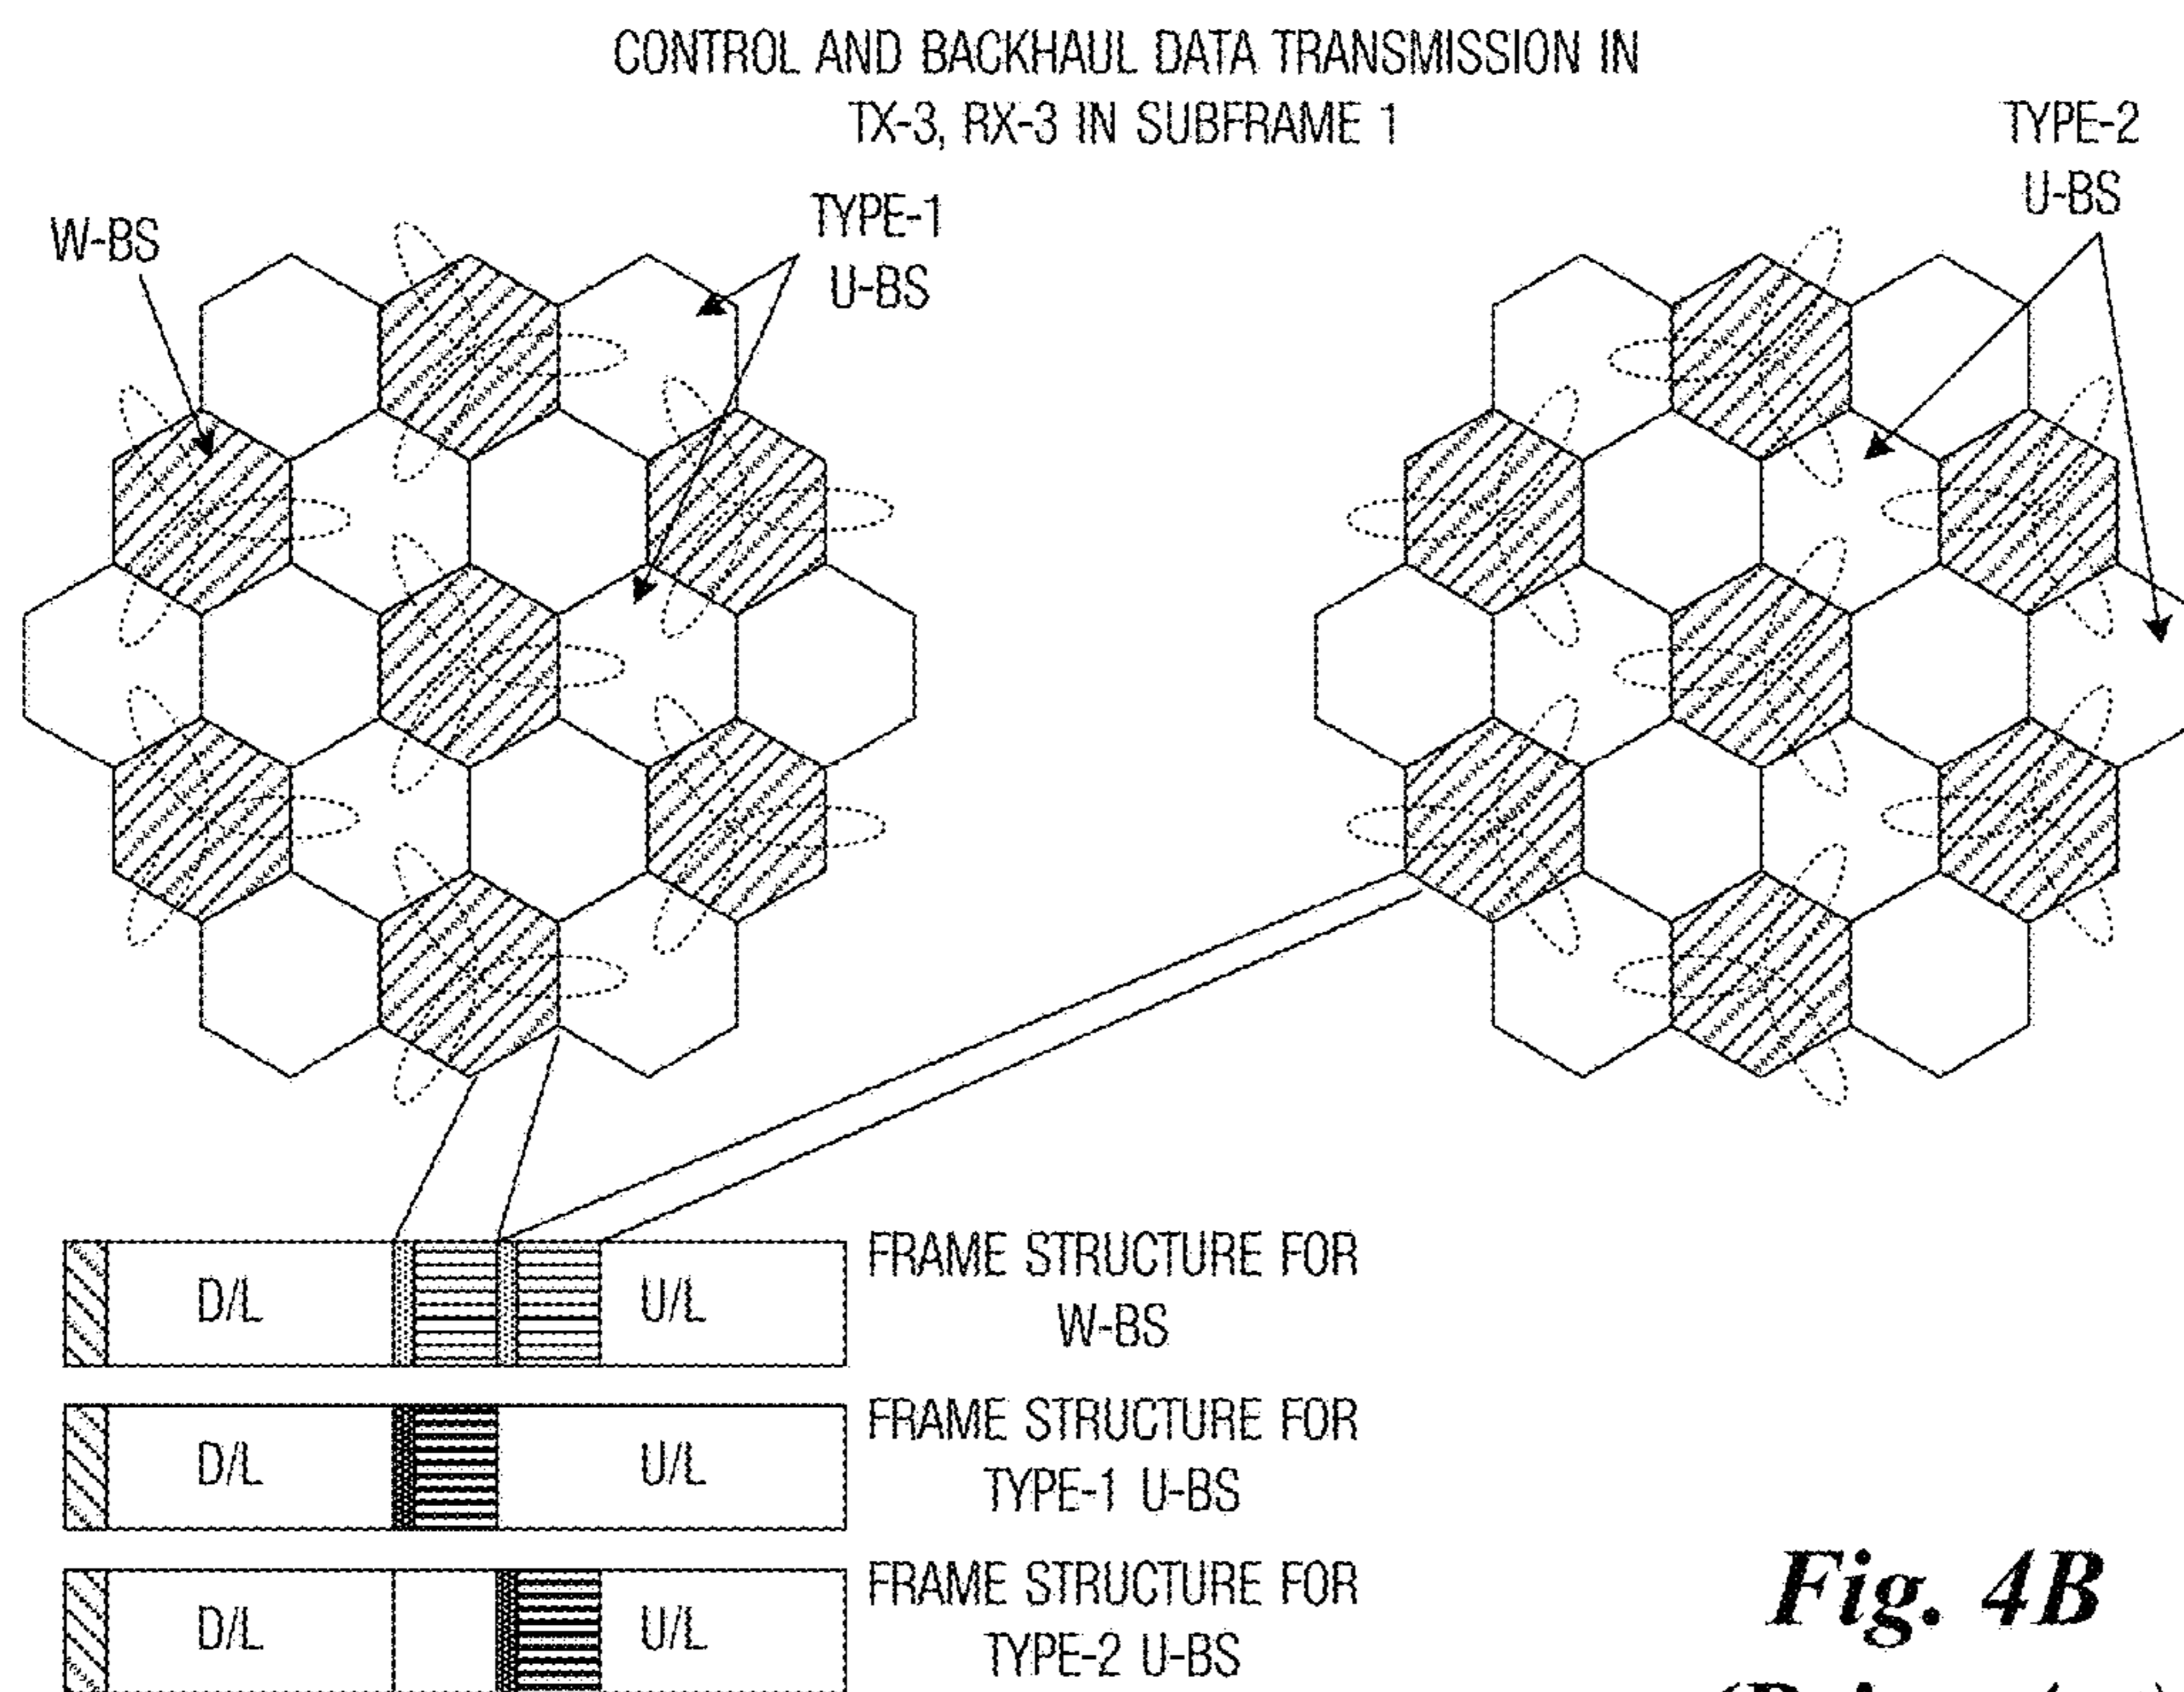 CONTROL AND BACKHAUL DATA TRANSMISSION IN
TX-3, RX-3 IN SUBFRAME 1
W-BS
TYPE-1
U-BS
TYPE-2
U-BS
D/L
U/L
FRAME STRUCTURE FOR
W-BS
D/L
U/L
FRAME STRUCTURE FOR
TYPE-1 U-BS
D/L
U/L
FRAME STRUCTURE FOR
TYPE-2 U-BS
Fig. 4B